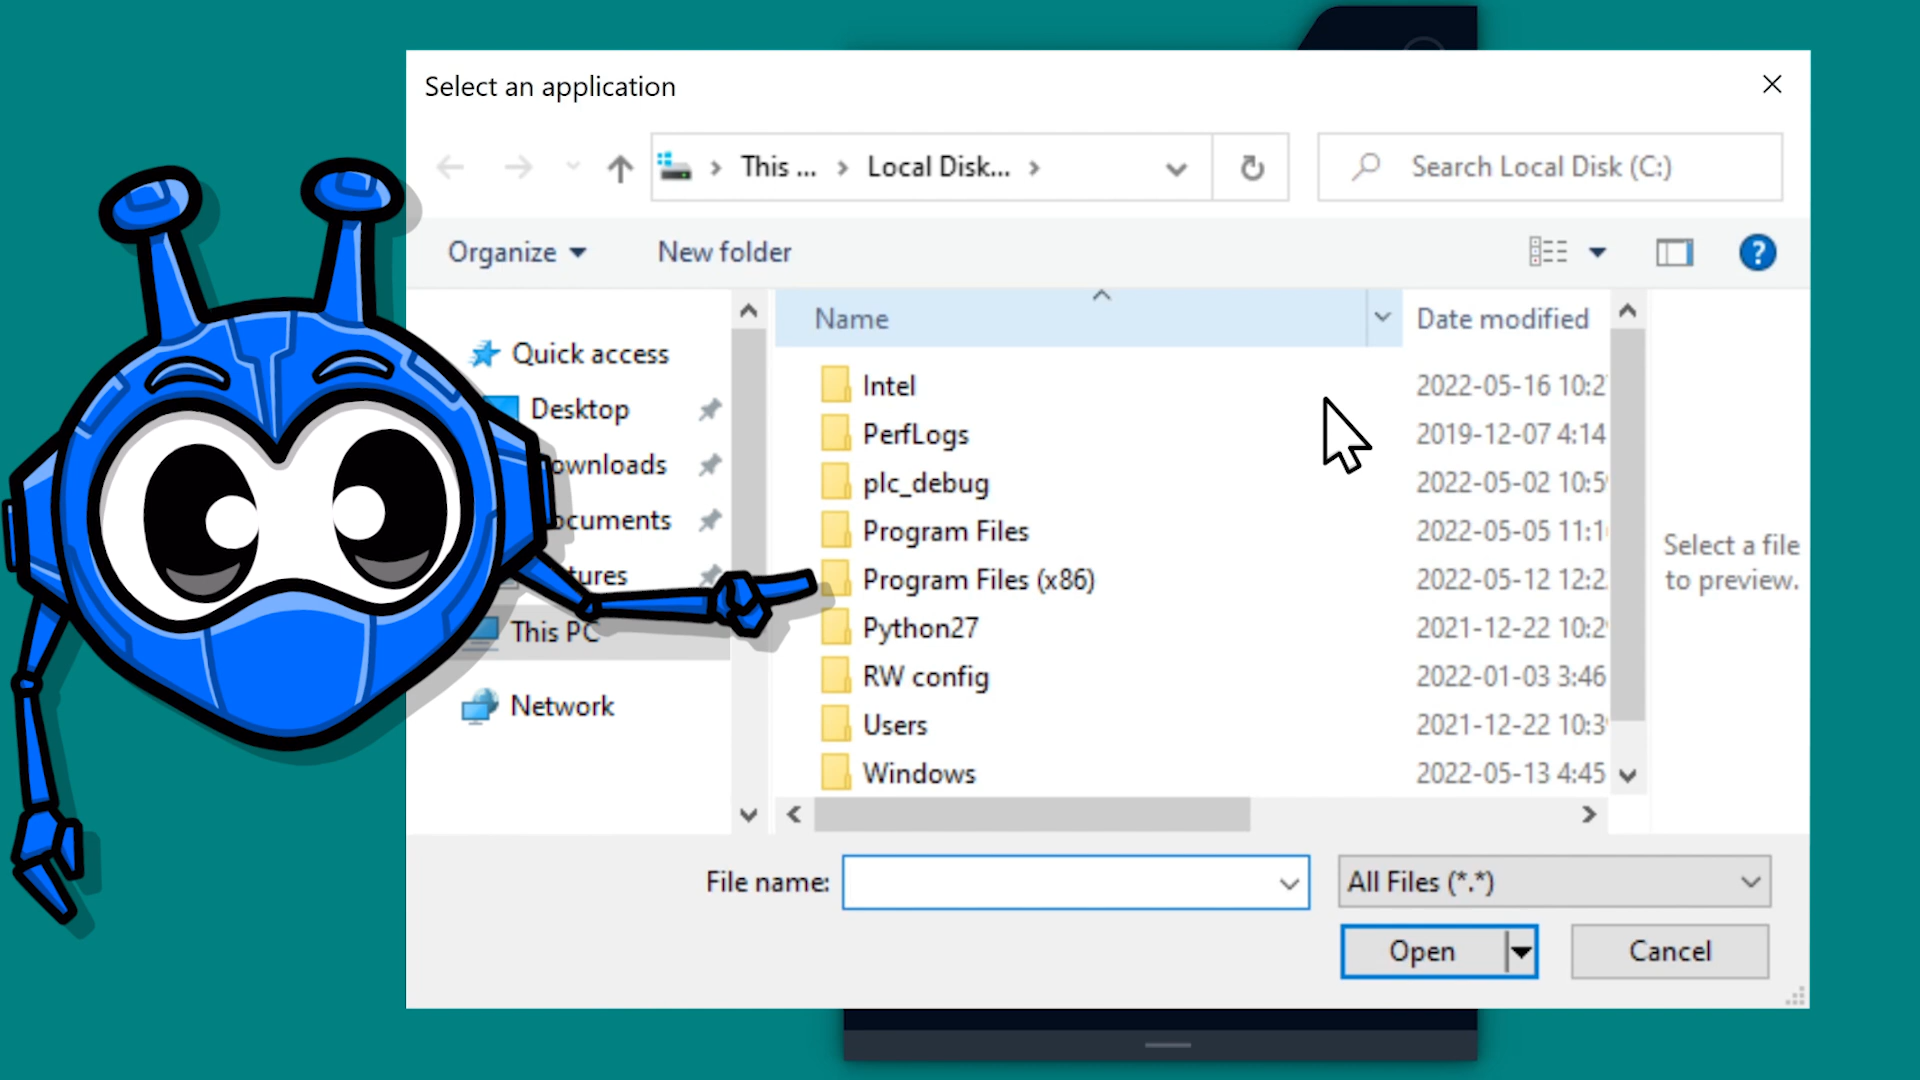 Select an application
This ... Local Disk...
Search Local Disk (C:)
Organize New folder
?
Name Date modified
Quick access
Desktop
ownloads
ocuments
tures
This PC
Network
Intel 2022-05-16 10:2
PerfLogs 2019-12-07 4:14
plc_debug 2022-05-02 10:5
Program Files 2022-05-05 11:1
Program Files (x86) 2022-05-12 12:2
Python27 2021-12-22 10:2
RW config 2022-01-03 3:46
Users 2021-12-22 10:3
Windows 2022-05-13 4:45
Select a file
to preview.
File name:
All Files (*.*)
Open
Cancel